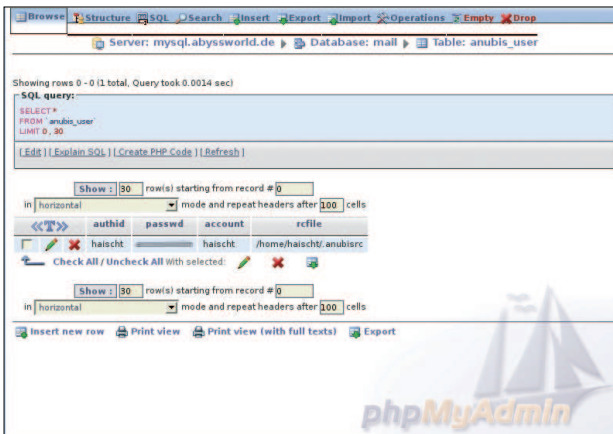 Browse Structure SQL Search Insert Export Import Operations Empty Drop
Server: mysql.abyssworld.de Database: mail Table: anubis_user
Showing rows 0 - 0 (1 total, Query took 0.0014 sec)
SQL query:
SELECT *
FROM `anubis_user`
LIMIT 0 , 30
[ Edit ] [ Explain SQL ] [ Create PHP Code ] [ Refresh ]
Show : 30 row(s) starting from record # 0
in horizontal mode and repeat headers after 100 cells
authid passwd account rcfile
haischt haischt /home/haischt/.anubisrc
Check All / Uncheck All With selected:
Show : 30 row(s) starting from record # 0
in horizontal mode and repeat headers after 100 cells
Insert new row Print view Print view (with full texts) Export
phpMyAdmin